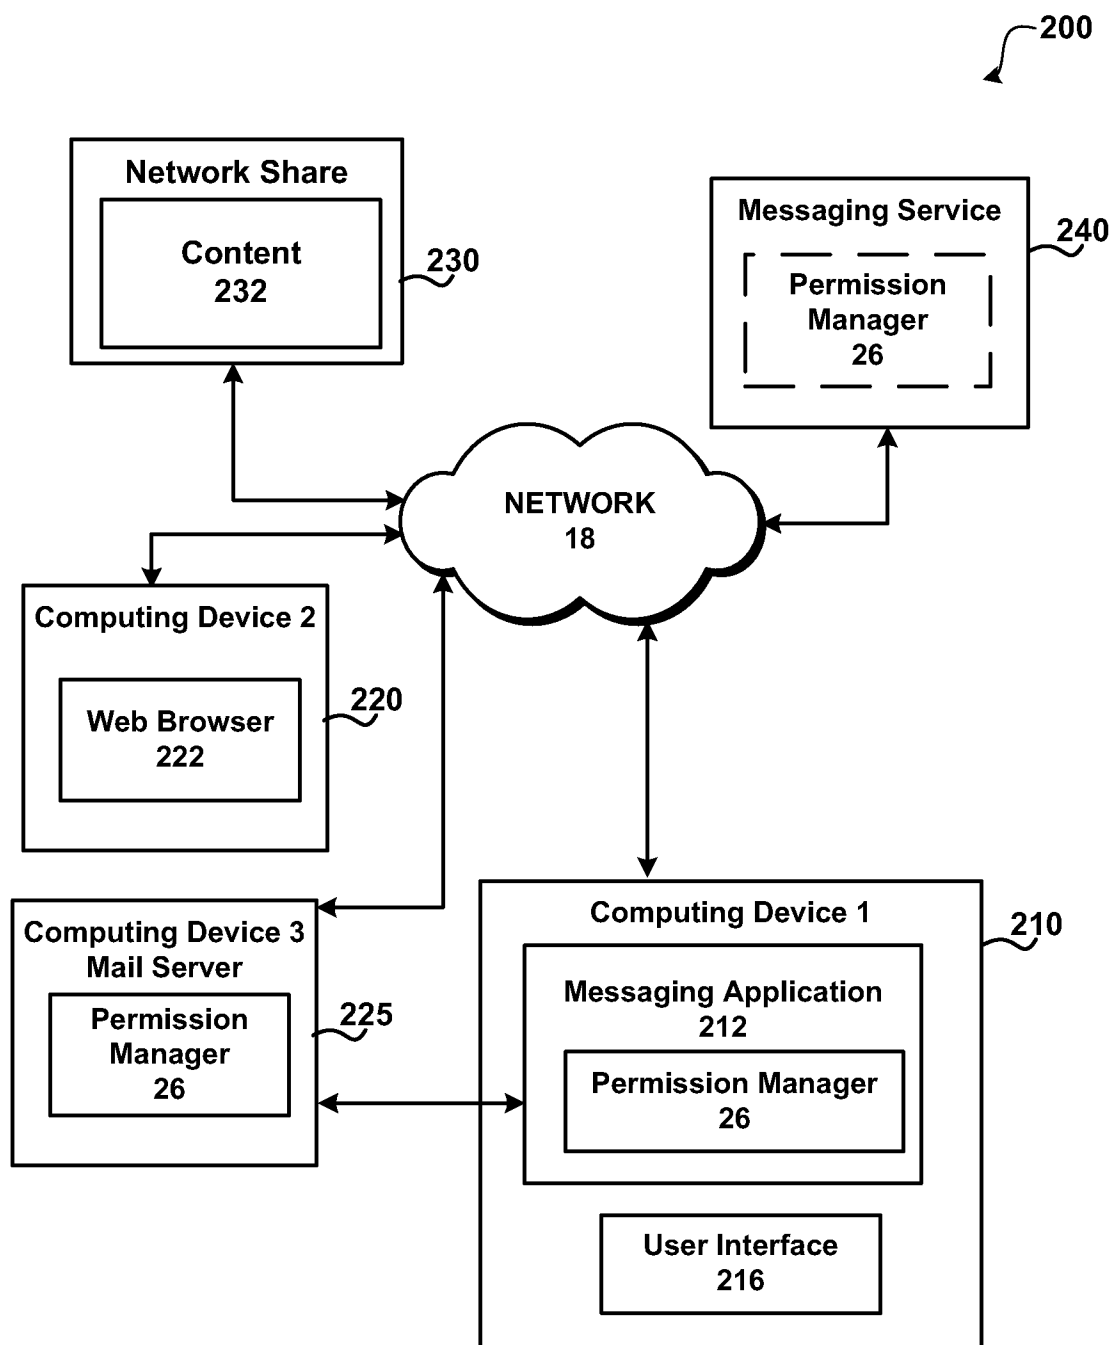 200
Network Share
Content
232
230
Messaging Service
240
Permission
Manager
26
NETWORK
18
Computing Device 2
Web Browser
222
220
Computing Device 3
Mail Server
Permission
Manager
26
225
Computing Device 1
210
Messaging Application
212
Permission Manager
26
User Interface
216